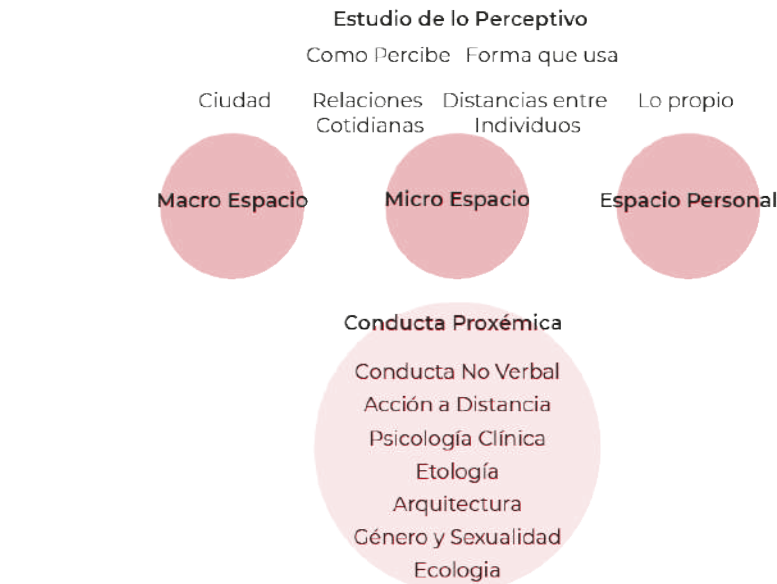 Estudio de lo Perceptivo
Como Percibe Forma que usa
Ciudad
Relaciones
Cotidianas
Distancias entre
Individuos
Lo propio
Macro Espacio
Micro Espacio
Espacio Personal
Conducta Proxémica
Conducta No Verbal
Acción a Distancia
Psicología Clínica
Etología
Arquitectura
Género y Sexualidad
Ecologia